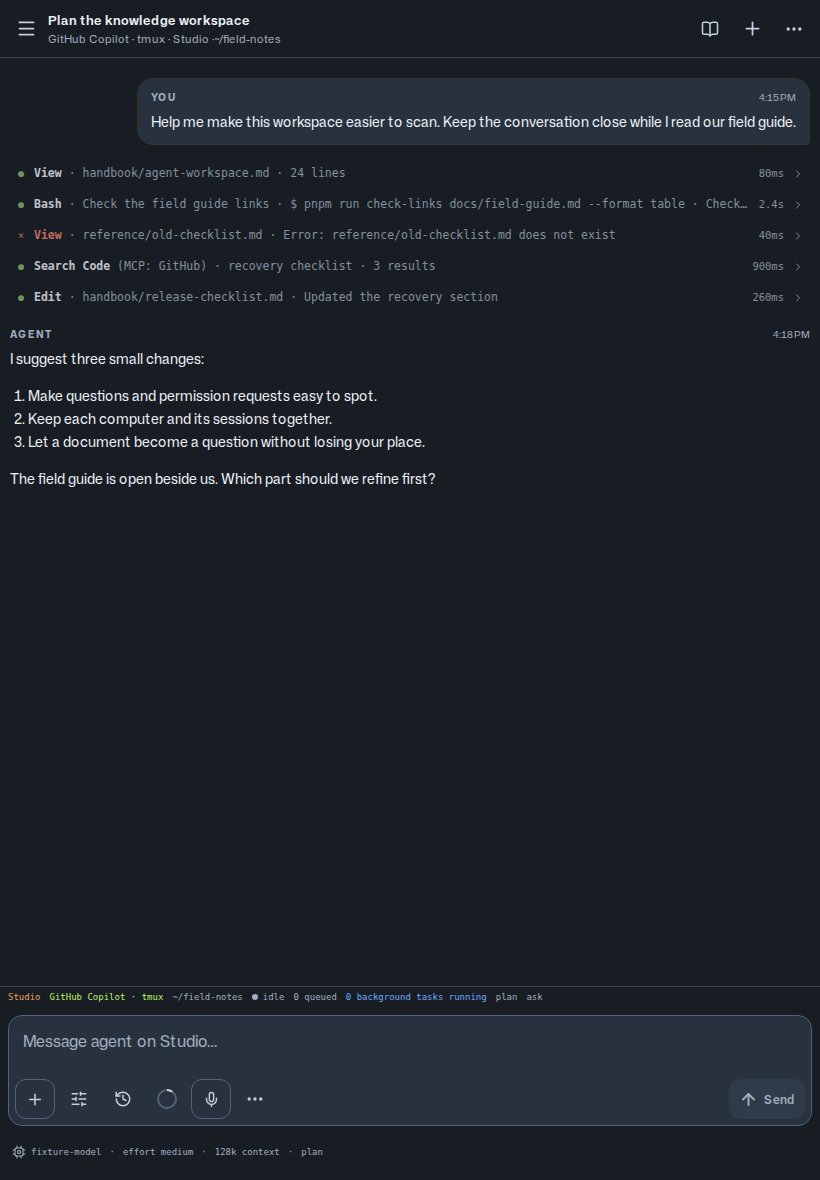 Plan the knowledge workspace
GitHub Copilot · tmux · Studio · ~/field-notes
YOU 4:15 PM
Help me make this workspace easier to scan. Keep the conversation close while I read our field guide.
View · handbook/agent-workspace.md · 24 lines 80ms
Bash · Check the field guide links · $ pnpm run check-links docs/field-guide.md --format table · Check… 2.4s
× View · reference/old-checklist.md · Error: reference/old-checklist.md does not exist 40ms
Search Code (MCP: GitHub) · recovery checklist · 3 results 900ms
Edit · handbook/release-checklist.md · Updated the recovery section 260ms
AGENT 4:18 PM
I suggest three small changes:
1. Make questions and permission requests easy to spot.
2. Keep each computer and its sessions together.
3. Let a document become a question without losing your place.
The field guide is open beside us. Which part should we refine first?
Studio GitHub Copilot · tmux ~/field-notes ● idle 0 queued 0 background tasks running plan ask
Message agent on Studio…
Send
fixture-model · effort medium · 128k context · plan